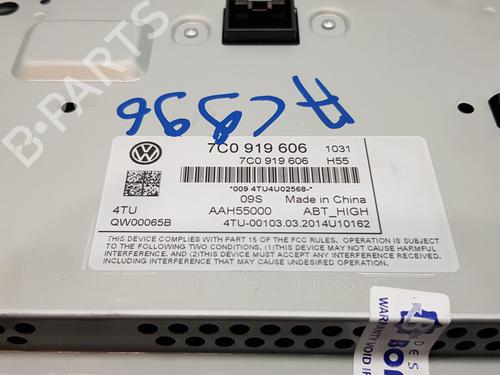 B-PARTS
AC896
7C0 919 606 1031
7C0 919 606 H55
*009 4TU4U02568-*
09S Made in China
4TU AAH55000 ABT_HIGH
QW00065B 4TU-00103.03.2014U10162
THIS DEVICE COMPLIES WITH PART 15 OF THE FCC RULES, OPERATION IS SUBJECT
TO THE FOLLOWING TWO CONDITIONS. (1)THIS DEVICE MAY NOT CAUSE HARMFUL
INTERFERENCE. AND (2)THIS DEVICE MUST ACCEPT ANY INTERFERENCE RECEIVED,
INCLUDING INTERFERENCE THAT MAY CAUSE UNDESIRED OPERATION.
WARRANTY VOID